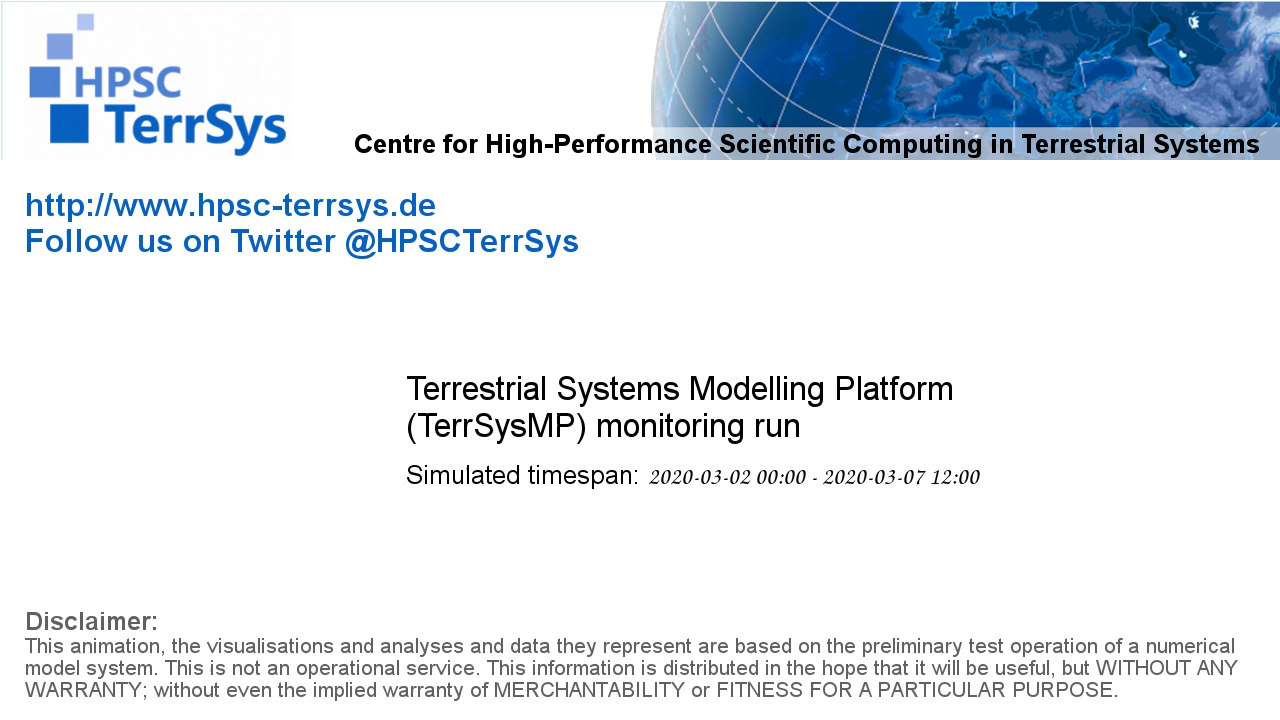 HPSC
TerrSys
Centre for High-Performance Scientific Computing in Terrestrial Systems
http://www.hpsc-terrsys.de
Follow us on Twitter @HPSCTerrSys
Terrestrial Systems Modelling Platform
(TerrSysMP) monitoring run
Simulated timespan: 2020-03-02 00:00 - 2020-03-07 12:00
Disclaimer:
This animation, the visualisations and analyses and data they represent are based on the preliminary test operation of a numerical
model system. This is not an operational service. This information is distributed in the hope that it will be useful, but WITHOUT ANY
WARRANTY; without even the implied warranty of MERCHANTABILITY or FITNESS FOR A PARTICULAR PURPOSE.